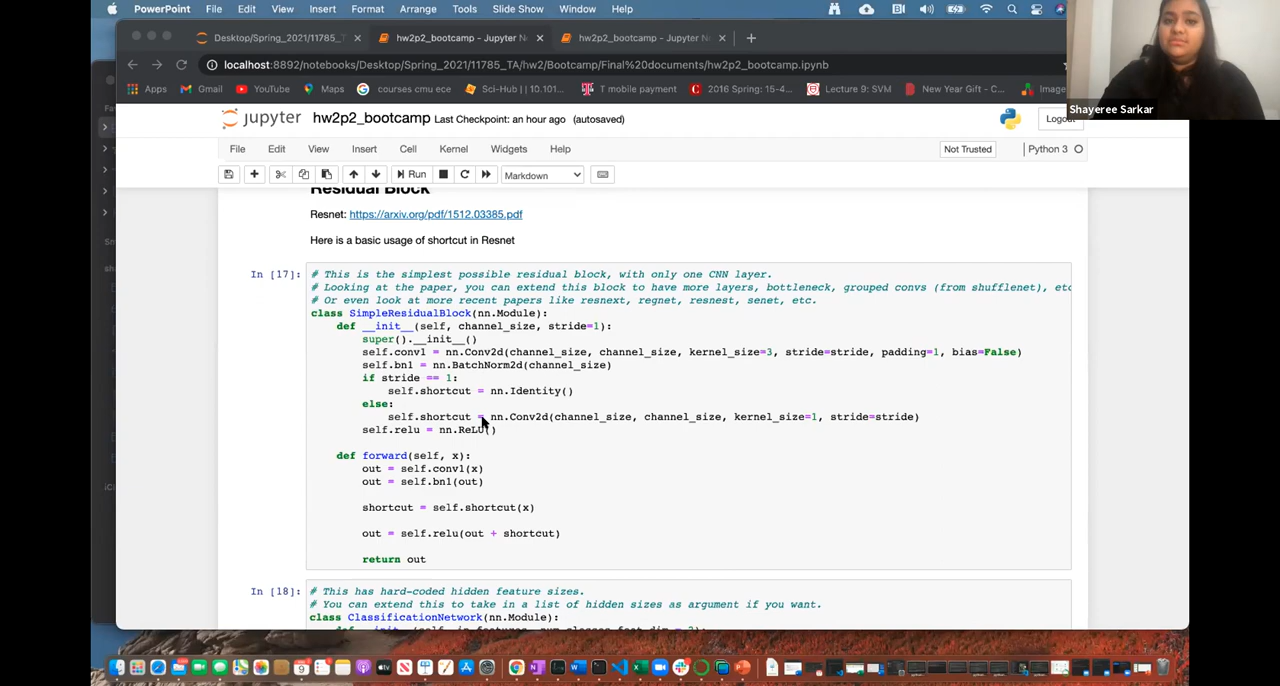 PowerPoint File Edit View Insert Format Arrange Tools Slide Show Window Help
Desktop/Spring_2021/11785_T hw2p2_bootcamp - Jupyter N hw2p2_bootcamp - Jupyter N
localhost:8892/notebooks/Desktop/Spring_2021/11785_TA/hw2/Bootcamp/Final%20documents/hw2p2_bootcamp.ipynb
Apps Gmail YouTube Maps courses cmu ece Sci-Hub | | 10.101... T mobile payment 2016 Spring: 15-4... Lecture 9: SVM New Year Gift - C... Image
Shayeree Sarkar
jupyter hw2p2_bootcamp Last Checkpoint: an hour ago (autosaved) Logout
File Edit View Insert Cell Kernel Widgets Help Not Trusted Python 3
Run Markdown
Residual Block
Resnet: https://arxiv.org/pdf/1512.03385.pdf
Here is a basic usage of shortcut in Resnet
In [17]:
# This is the simplest possible residual block, with only one CNN layer.
# Looking at the paper, you can extend this block to have more layers, bottleneck, grouped convs (from shufflenet), etc
# Or even look at more recent papers like resnext, regnet, resnest, senet, etc.
class SimpleResidualBlock(nn.Module):
def __init__(self, channel_size, stride=1):
super().__init__()
self.conv1 = nn.Conv2d(channel_size, channel_size, kernel_size=3, stride=stride, padding=1, bias=False)
self.bn1 = nn.BatchNorm2d(channel_size)
if stride == 1:
self.shortcut = nn.Identity()
else:
self.shortcut = nn.Conv2d(channel_size, channel_size, kernel_size=1, stride=stride)
self.relu = nn.ReLU()
def forward(self, x):
out = self.conv1(x)
out = self.bn1(out)
shortcut = self.shortcut(x)
out = self.relu(out + shortcut)
return out
In [18]:
# This has hard-coded hidden feature sizes.
# You can extend this to take in a list of hidden sizes as argument if you want.
class ClassificationNetwork(nn.Module):